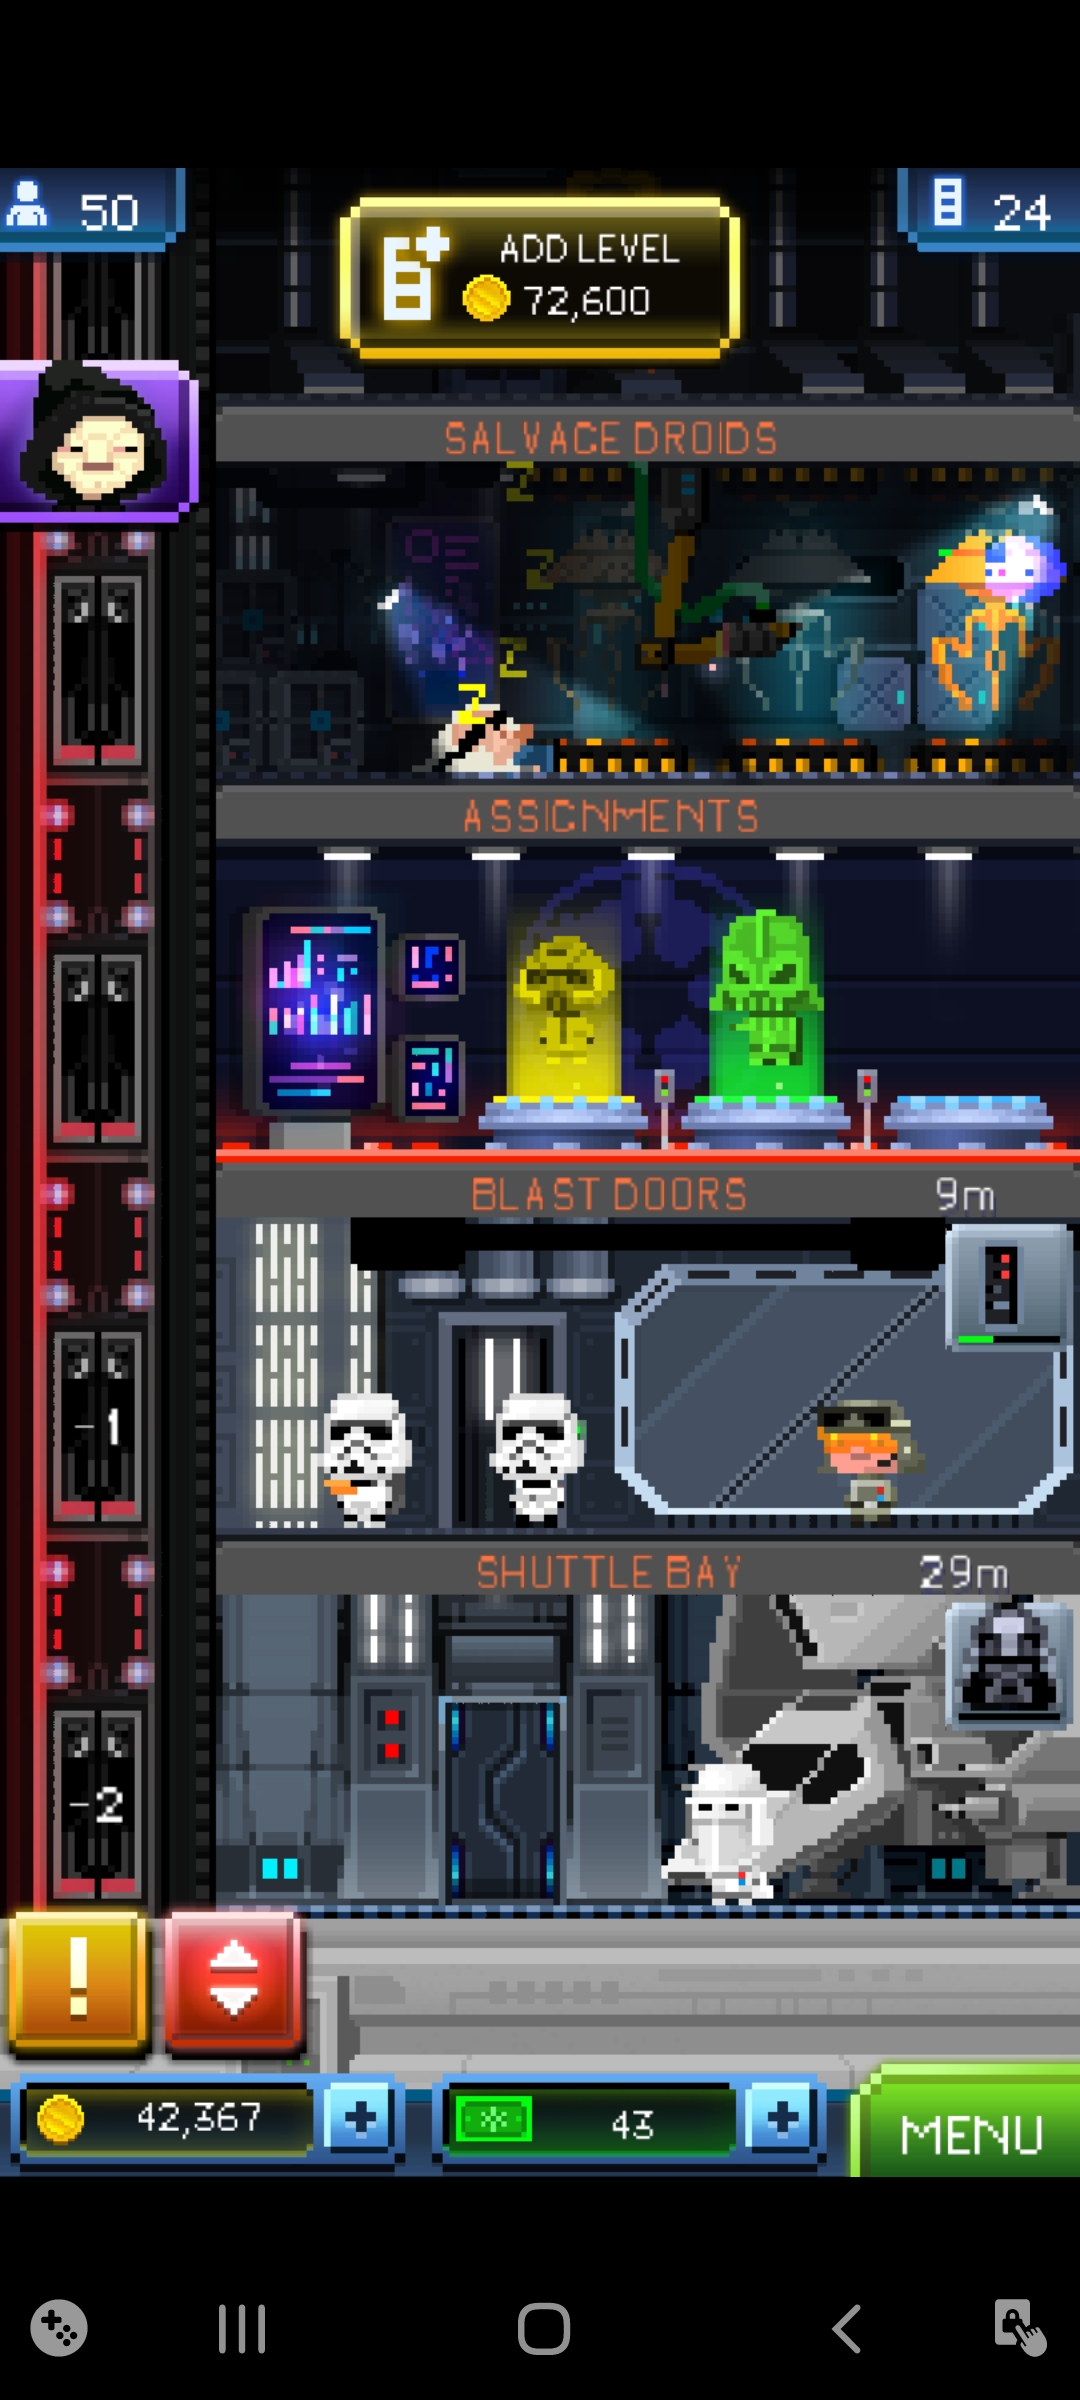 50
24
ADD LEVEL
72,600
SALVAGE DROIDS
Z
Z
Z
Z
ASSIGNMENTS
BLAST DOORS 9m
-1
SHUTTLE BAY 29m
-2
!
42,367
43
MENU